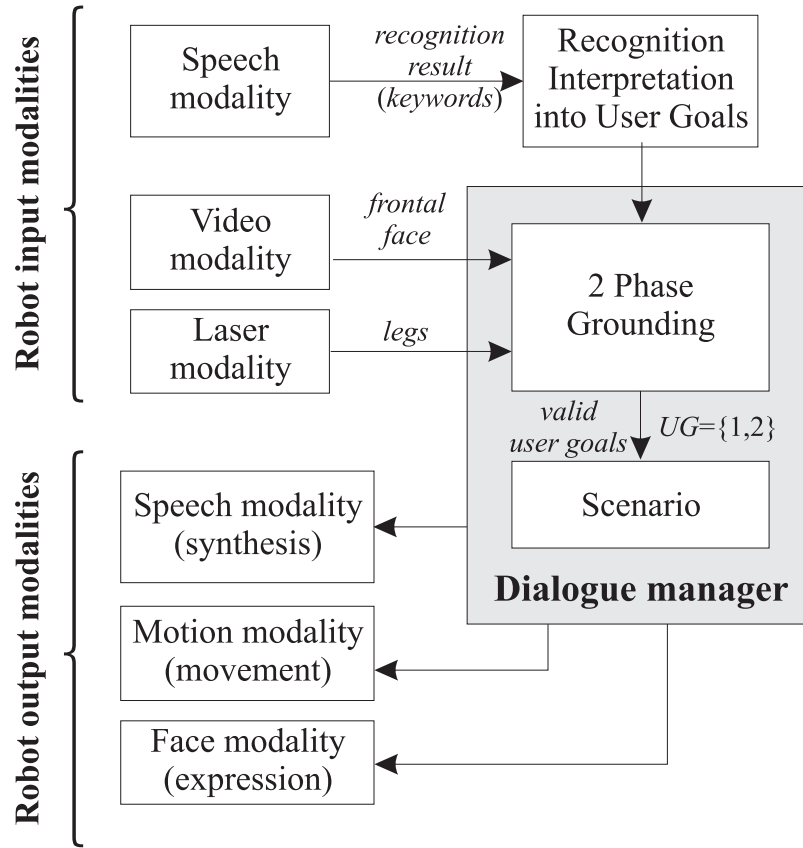 Robot input modalities
Speech
modality
recognition
result
(keywords)
Recognition
Interpretation
into User Goals
Video
modality
frontal
face
Laser
modality
legs
2 Phase
Grounding
valid
user goals
UG={1,2}
Scenario
Dialogue manager
Robot output modalities
Speech modality
(synthesis)
Motion modality
(movement)
Face modality
(expression)